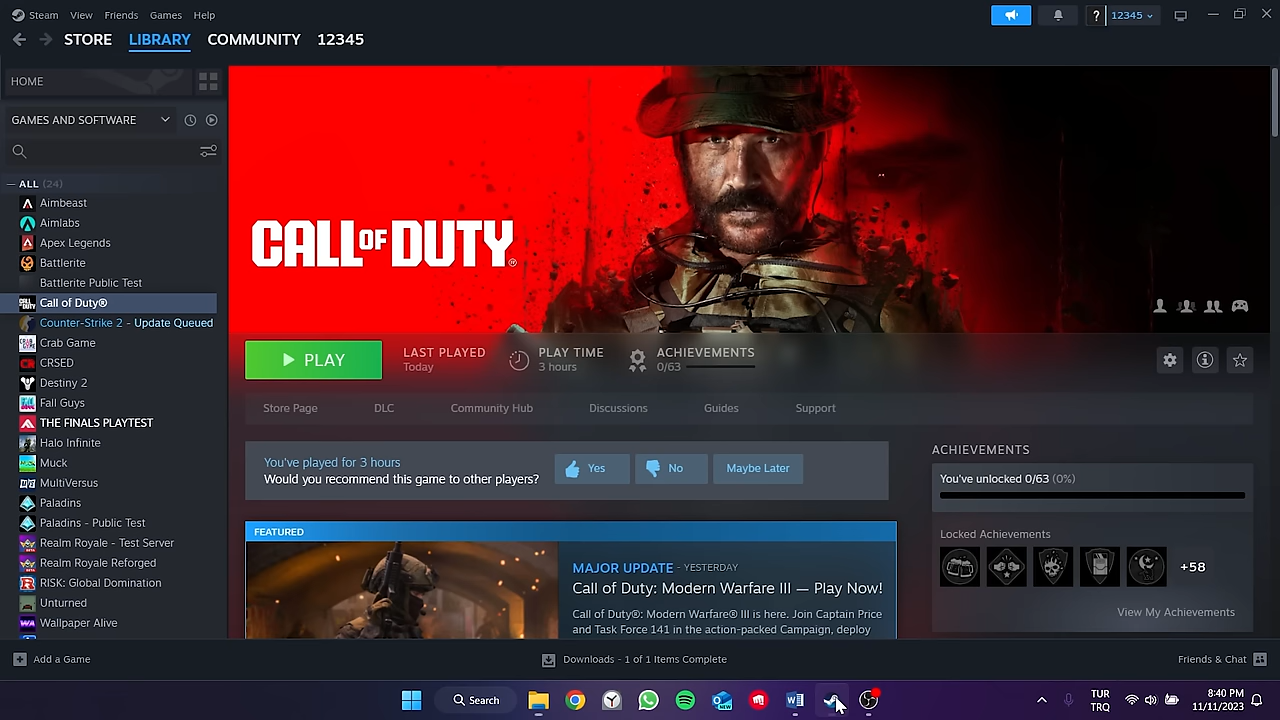 Steam View Friends Games Help
? 12345
STORE LIBRARY COMMUNITY 12345
HOME
GAMES AND SOFTWARE
— ALL (24)
Aimbeast
Aimlabs
Apex Legends
Battlerite
Battlerite Public Test
Call of Duty®
Counter-Strike 2 - Update Queued
Crab Game
CRSED
Destiny 2
Fall Guys
THE FINALS PLAYTEST
Halo Infinite
Muck
MultiVersus
Paladins
Paladins - Public Test
Realm Royale - Test Server
Realm Royale Reforged
RISK: Global Domination
Unturned
Wallpaper Alive
CALL OF DUTY®
PLAY
LAST PLAYED
Today
PLAY TIME
3 hours
ACHIEVEMENTS
0/63
Store Page DLC Community Hub Discussions Guides Support
You've played for 3 hours
Would you recommend this game to other players?
Yes No Maybe Later
FEATURED
MAJOR UPDATE - YESTERDAY
Call of Duty: Modern Warfare III — Play Now!
Call of Duty®: Modern Warfare® III is here. Join Captain Price
and Task Force 141 in the action-packed Campaign, deploy
ACHIEVEMENTS
You've unlocked 0/63 (0%)
Locked Achievements
+58
View My Achievements
Add a Game
Downloads - 1 of 1 Items Complete
Friends & Chat
Search
TUR
TRQ
8:40 PM
11/11/2023